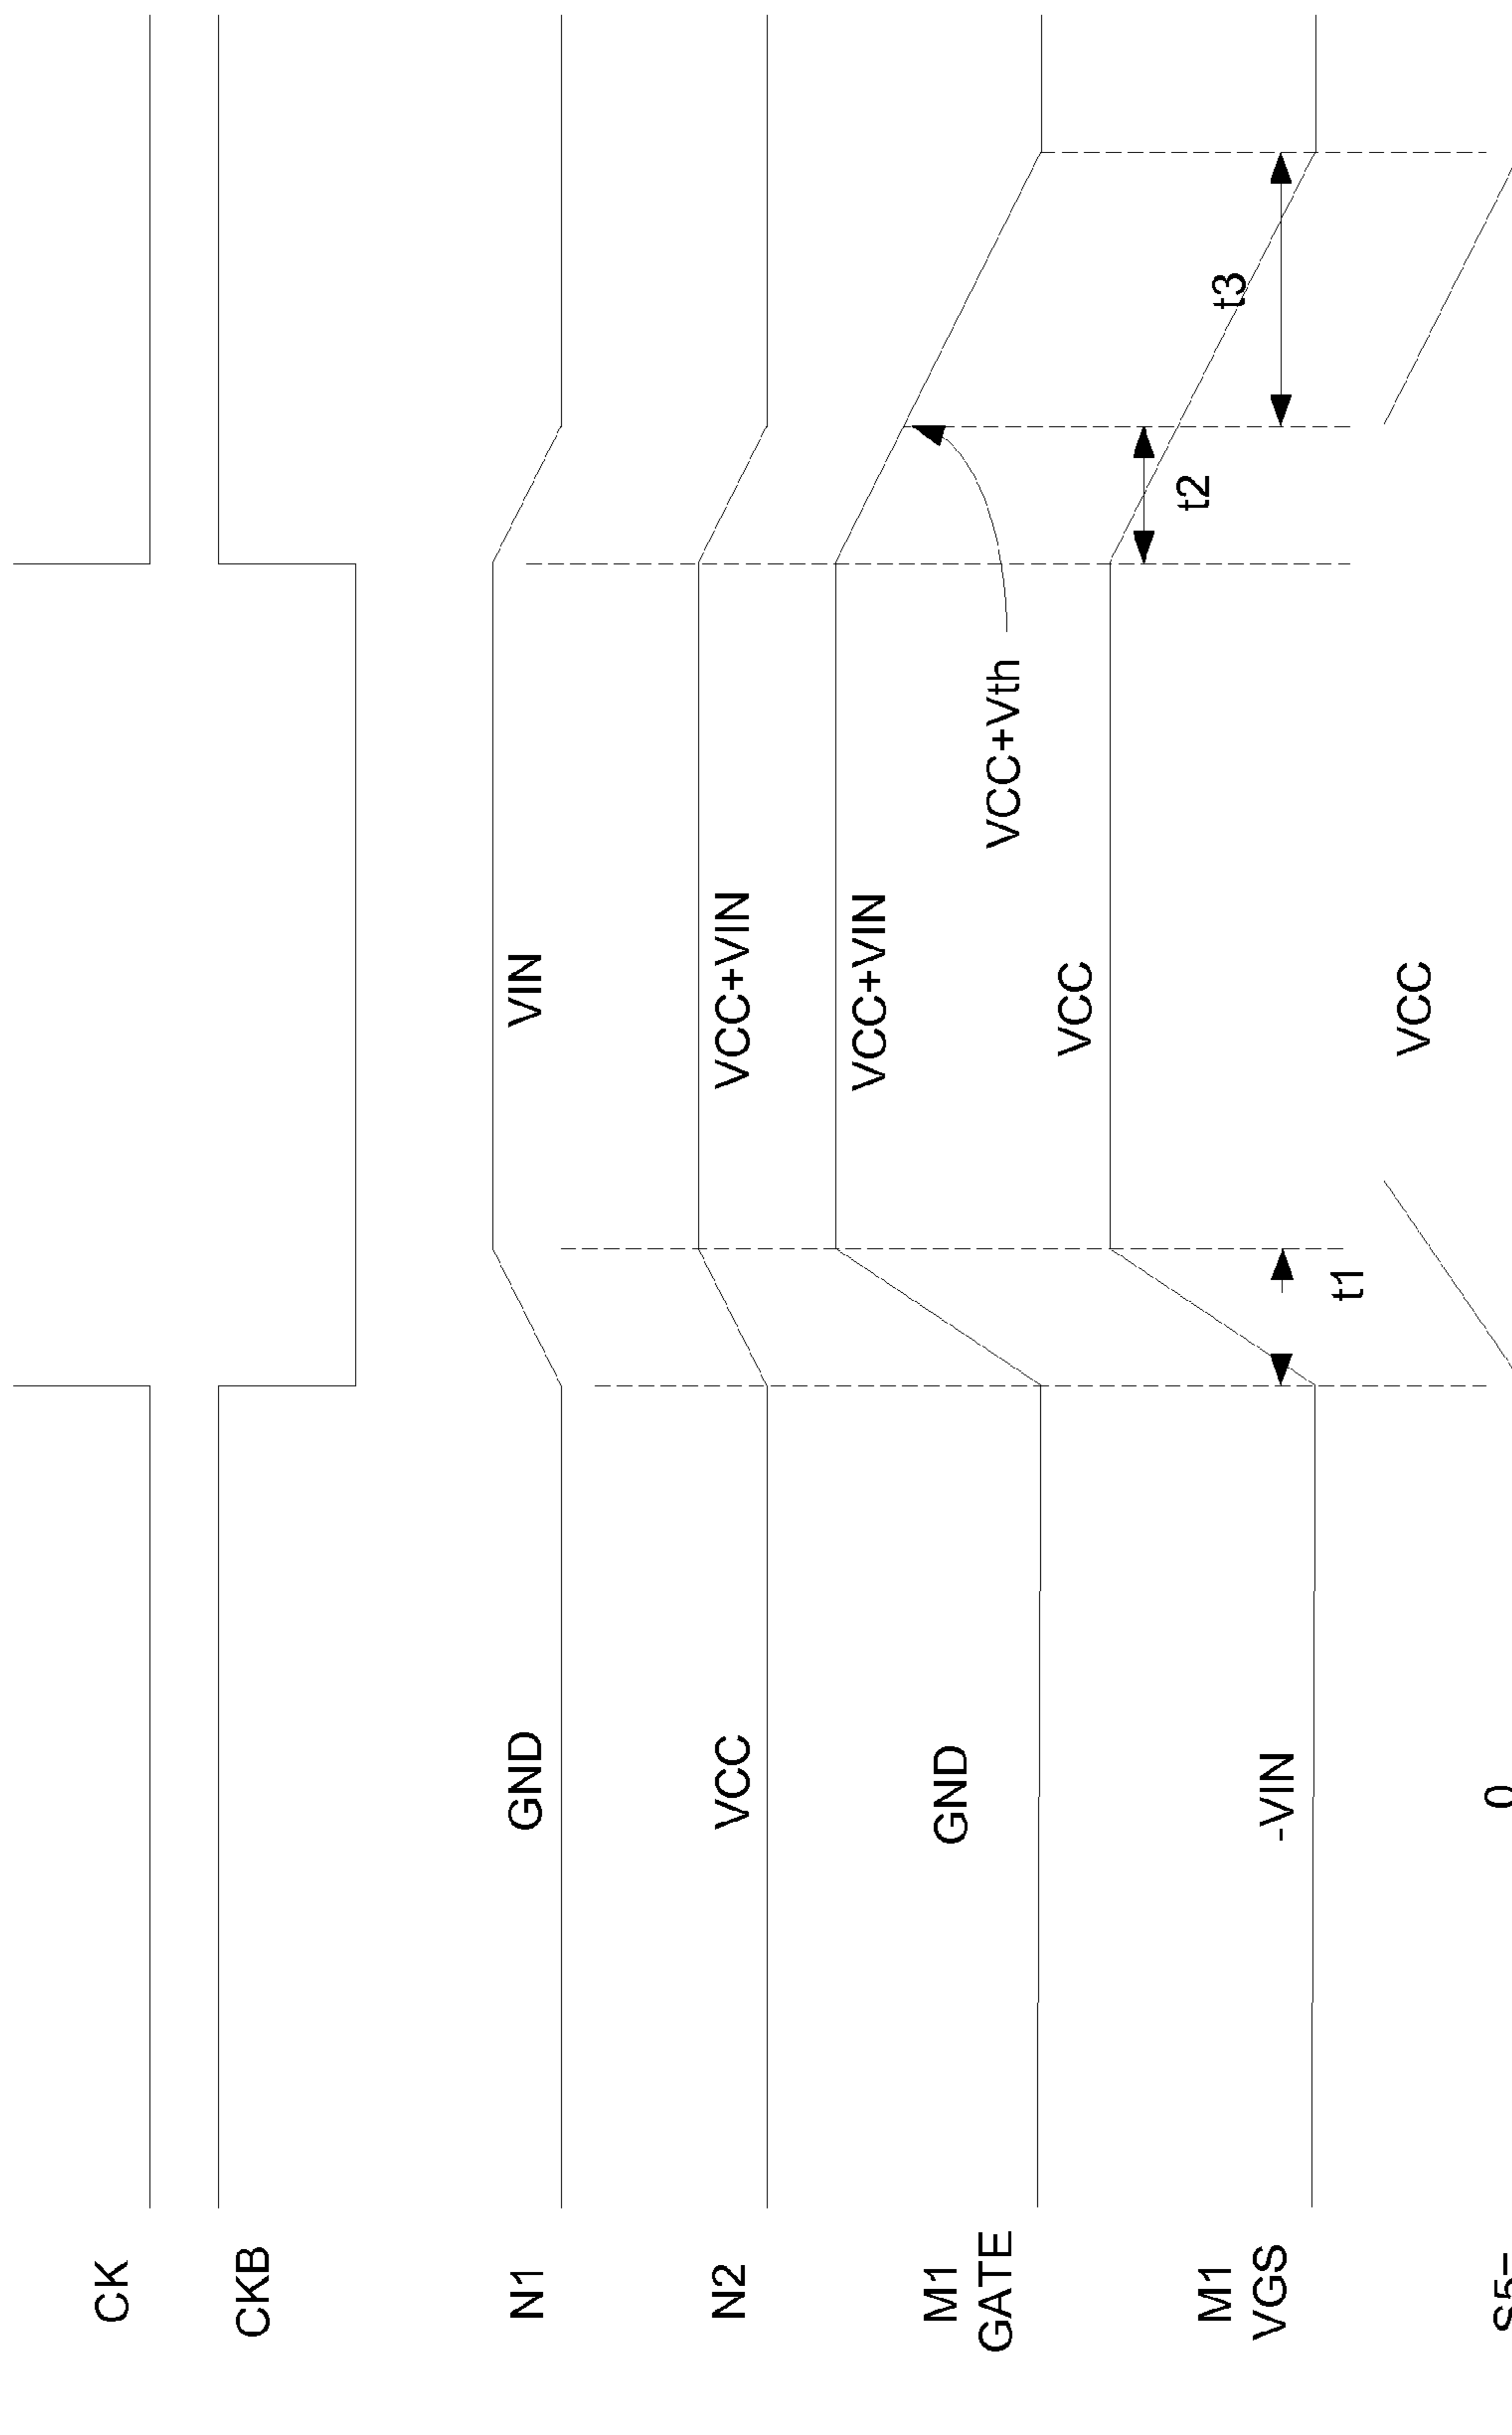 CK
CKB
N1
GND
VIN
N2
VCC
VCC+VIN
M1
GATE
GND
VCC+VIN
VCC+Vth
M1
VGS
-VIN
VCC
t1
t2
t3
0
VCC